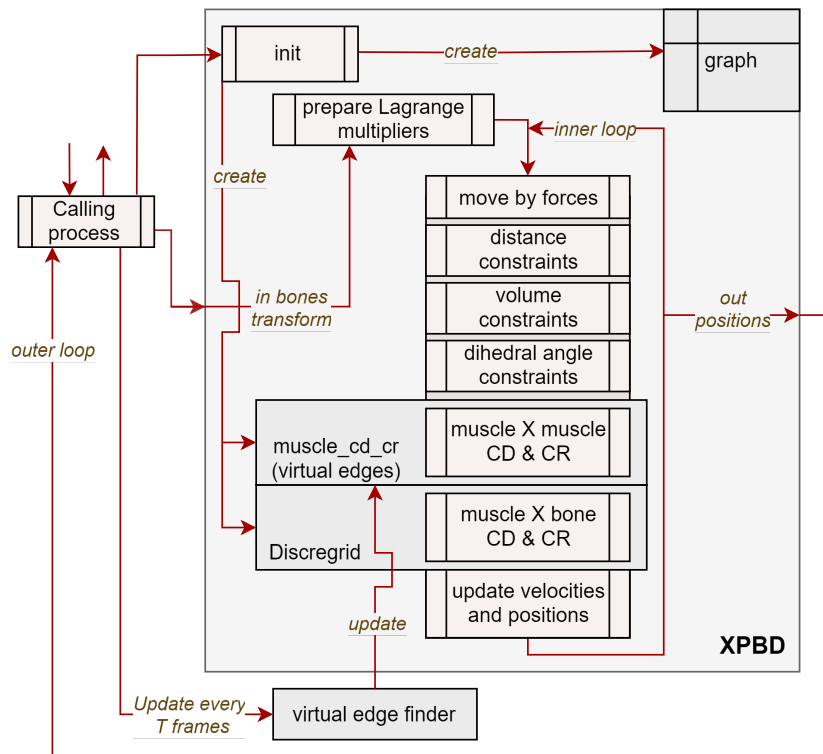 init
create
graph
prepare Lagrange
multipliers
inner loop
create
move by forces
Calling
process
distance
constraints
in bones
transform
volume
constraints
out
positions
outer loop
dihedral angle
constraints
muscle_cd_cr
(virtual edges)
muscle X muscle
CD & CR
Discregrid
muscle X bone
CD & CR
update velocities
and positions
update
XPBD
Update every
T frames
virtual edge finder